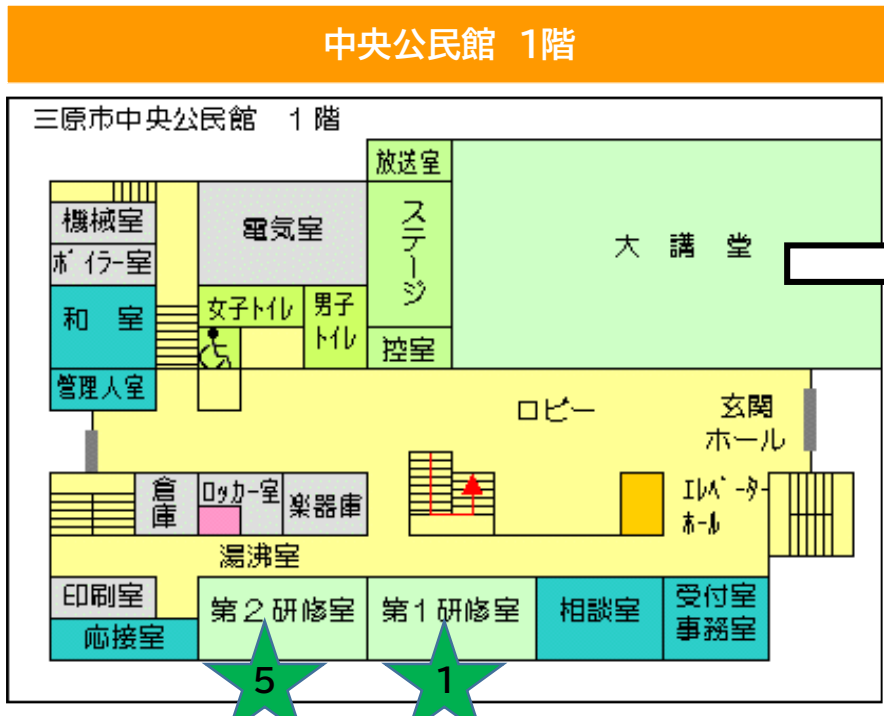 中央公民館 1階
三原市中央公民館 1階
放送室
機械室
電気室
ステージ
大講堂
ボイラー室
和室
女子トイレ
男子
トイレ
控室
管理人室
ロビー
玄関
ホール
倉庫
ロッカー室
楽器庫
エレベーター
ホール
湯沸室
印刷室
第2研修室
第1研修室
相談室
受付室
事務室
応接室
5
1